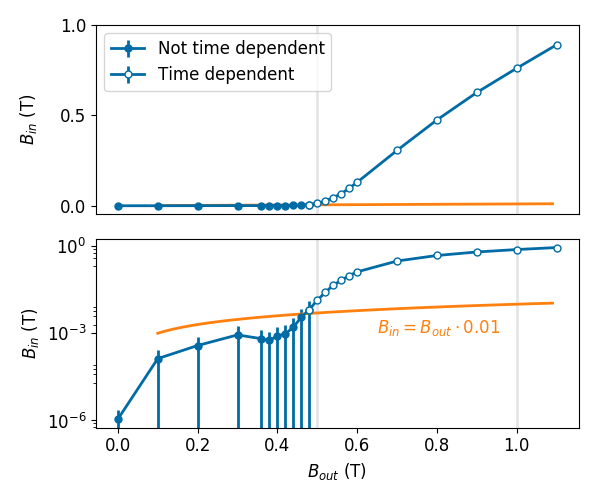 1.0
0.5
0.0
B_in (T)
Not time dependent
Time dependent
10^0
10^-3
10^-6
B_in (T)
B_in = B_out · 0.01
0.0 0.2 0.4 0.6 0.8 1.0
B_out (T)